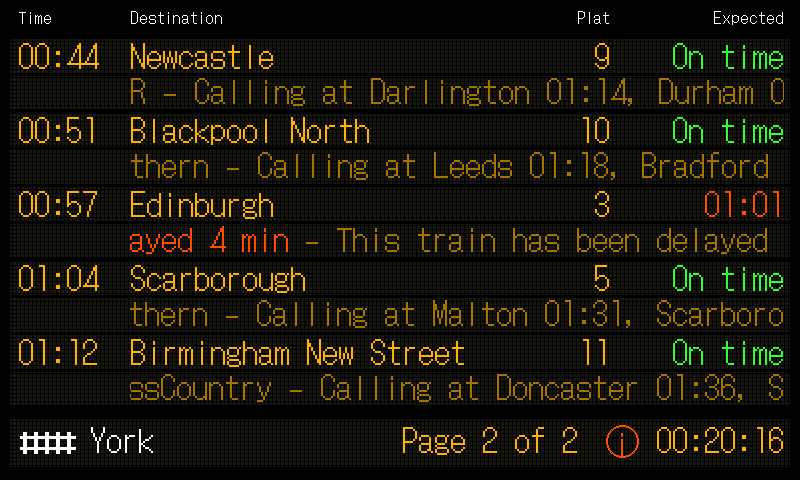 Time Destination Plat Expected
00:44 Newcastle 9 On time
R - Calling at Darlington 01:14, Durham 0
00:51 Blackpool North 10 On time
thern - Calling at Leeds 01:18, Bradford
00:57 Edinburgh 3 01:01
ayed 4 min - This train has been delayed
01:04 Scarborough 5 On time
thern - Calling at Malton 01:31, Scarboro
01:12 Birmingham New Street 11 On time
ssCountry - Calling at Doncaster 01:36, S
York Page 2 of 2 i 00:20:16